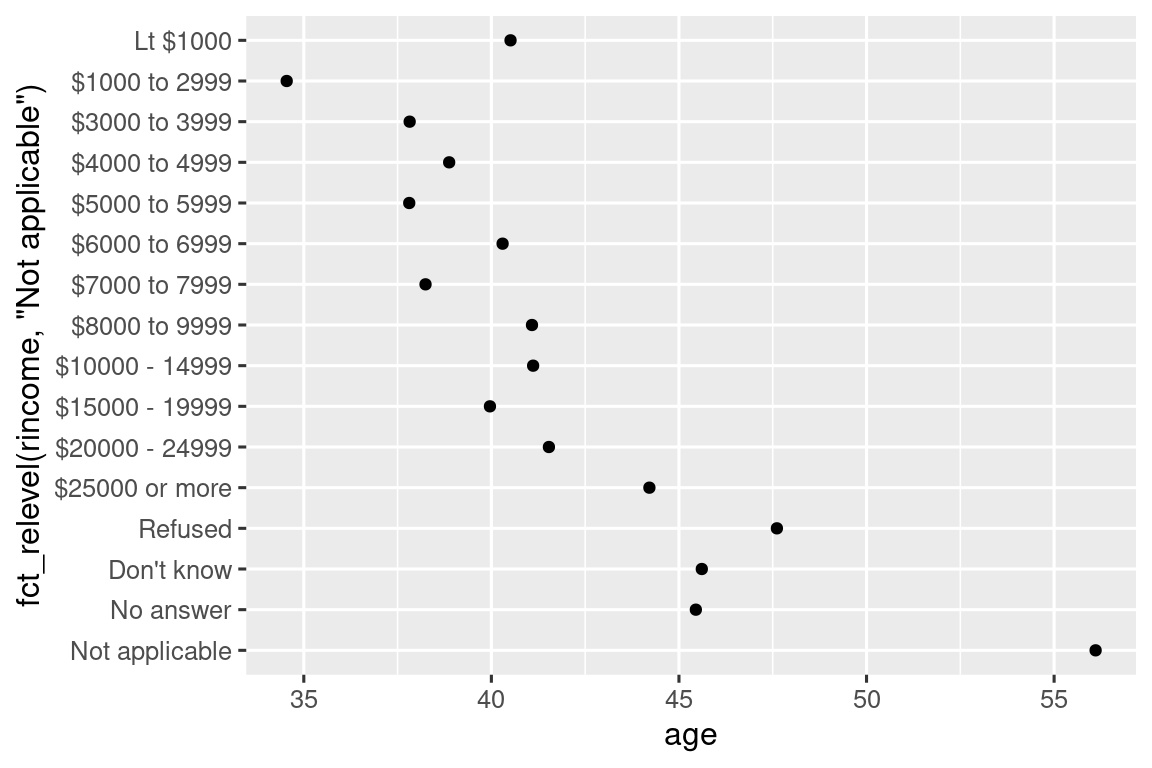 fct_relevel(rincome, "Not applicable")
Lt $1000
$1000 to 2999
$3000 to 3999
$4000 to 4999
$5000 to 5999
$6000 to 6999
$7000 to 7999
$8000 to 9999
$10000 - 14999
$15000 - 19999
$20000 - 24999
$25000 or more
Refused
Don't know
No answer
Not applicable
35 40 45 50 55
age